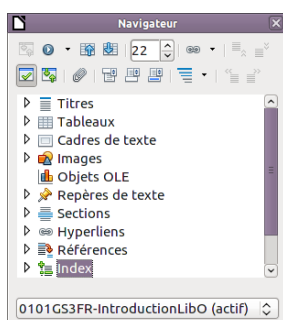 Navigateur
22
Titres
Tableaux
Cadres de texte
Images
Objets OLE
Repères de texte
Sections
Hyperliens
Références
Index
0101GS3FR-IntroductionLibO (actif)